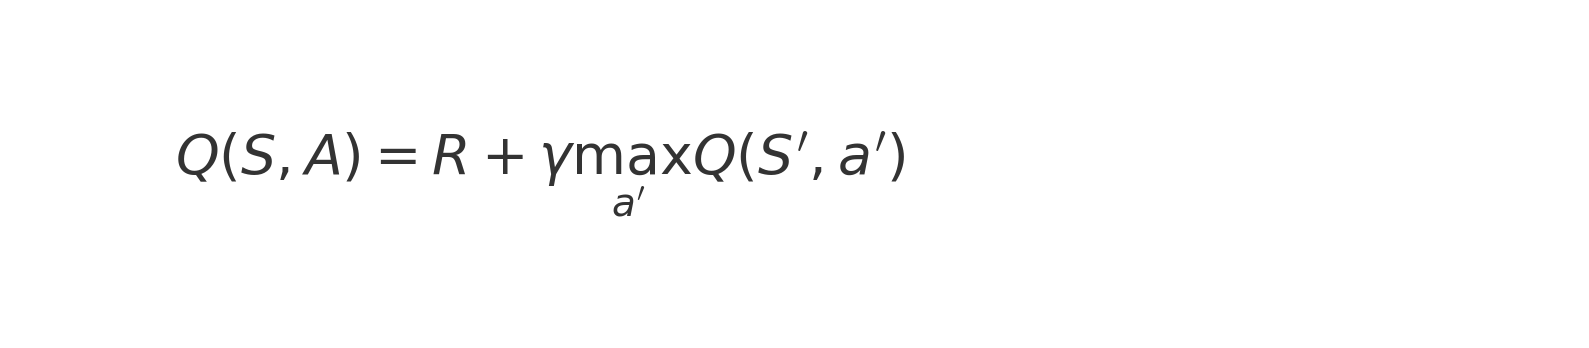 Q(S, A) = R + γ max_{a′} Q(S′, a′)